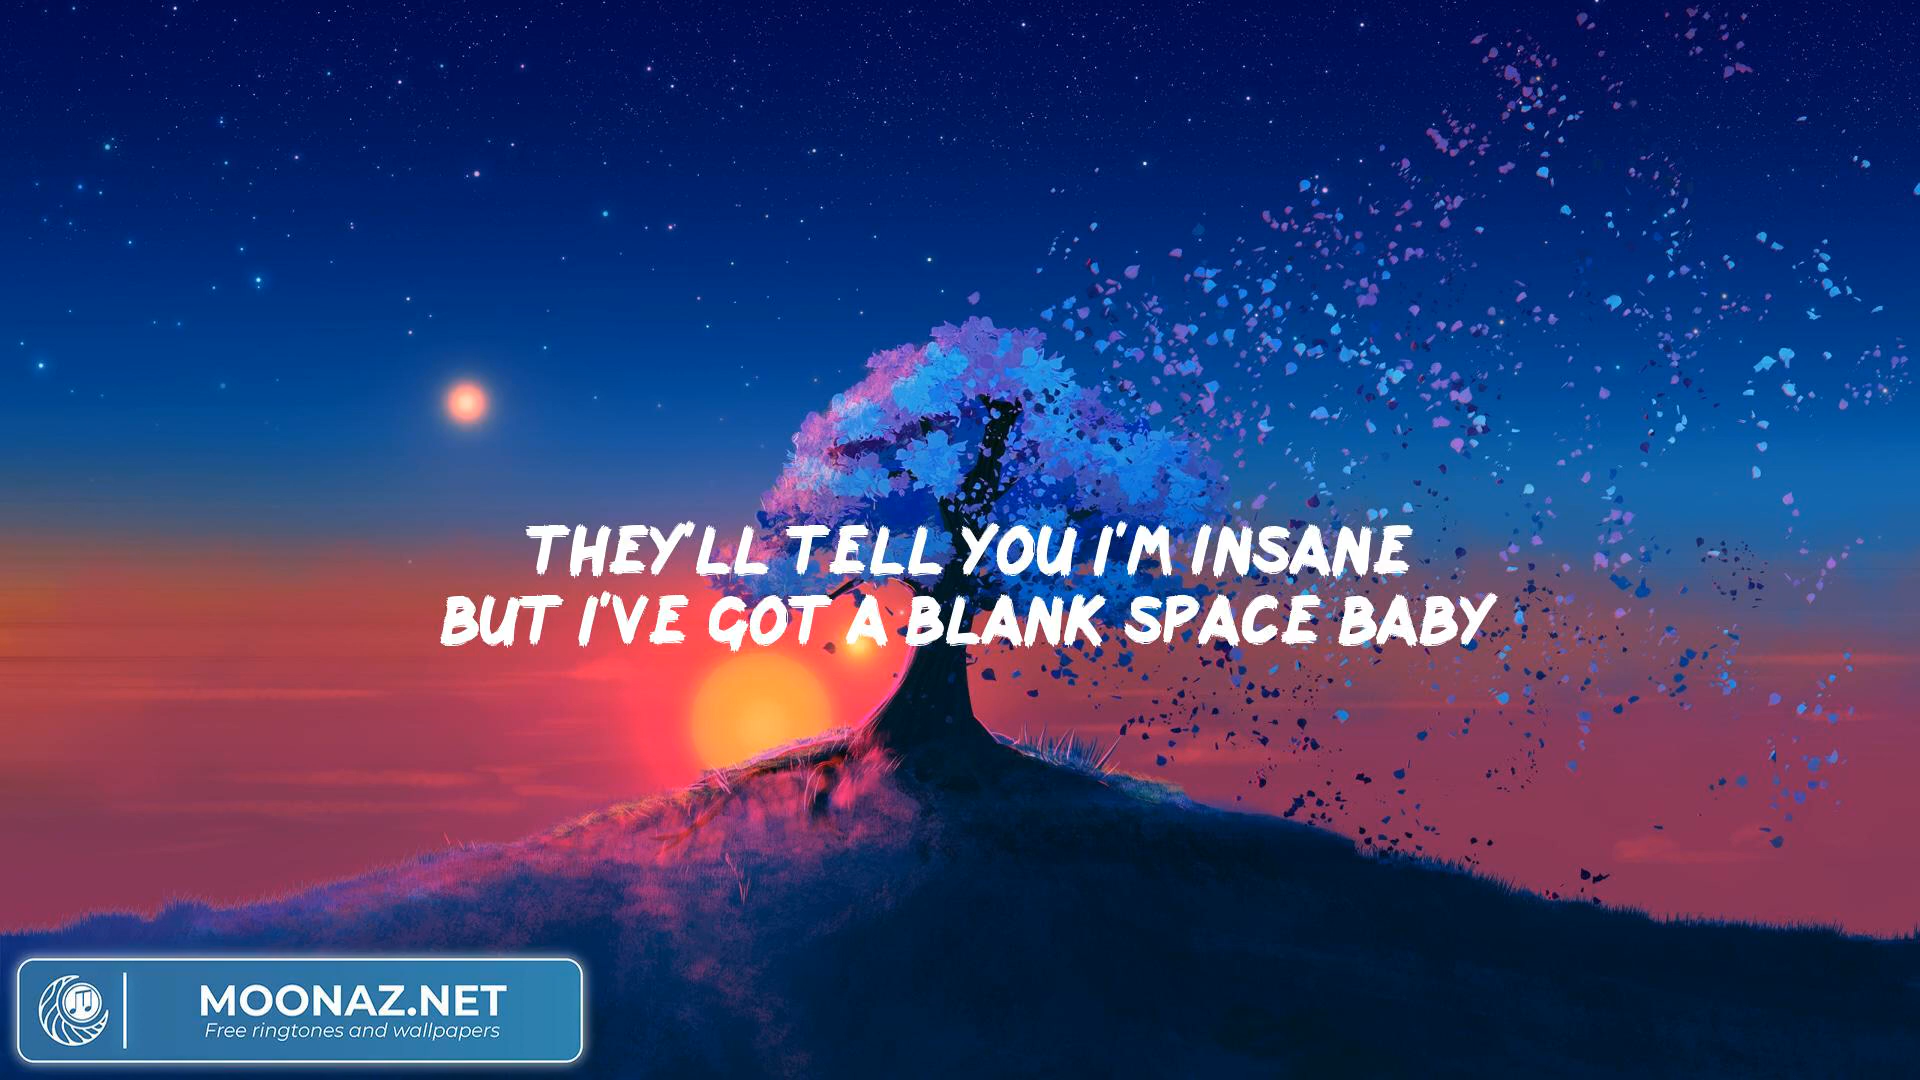 THEY'LL TELL YOU I'M INSANE
BUT I'VE GOT A BLANK SPACE BABY
MOONAZ.NET
Free ringtones and wallpapers